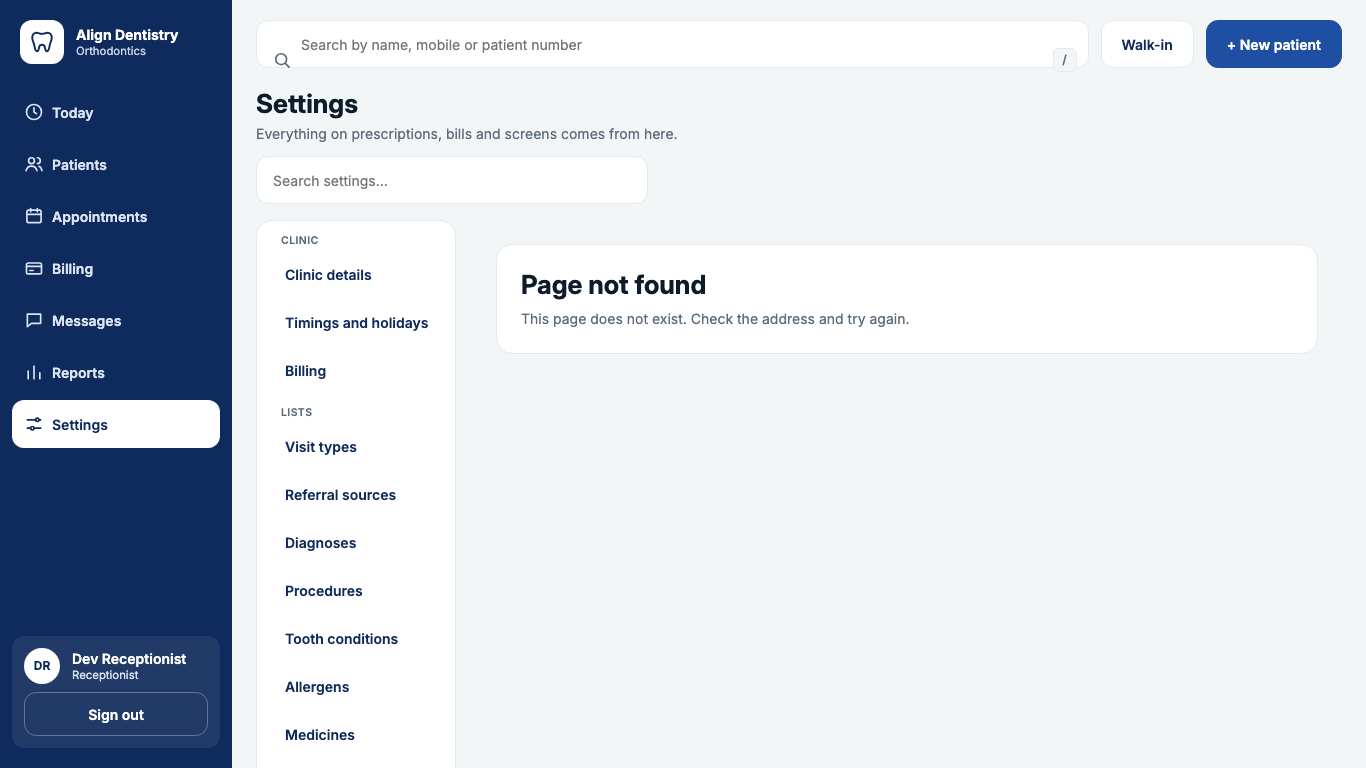 Align Dentistry
Orthodontics
Today
Patients
Appointments
Billing
Messages
Reports
Settings
DR
Dev Receptionist
Receptionist
Sign out
Search by name, mobile or patient number
/
Walk-in
+ New patient
Settings
Everything on prescriptions, bills and screens comes from here.
Search settings...
CLINIC
Clinic details
Timings and holidays
Billing
LISTS
Visit types
Referral sources
Diagnoses
Procedures
Tooth conditions
Allergens
Medicines
Page not found
This page does not exist. Check the address and try again.